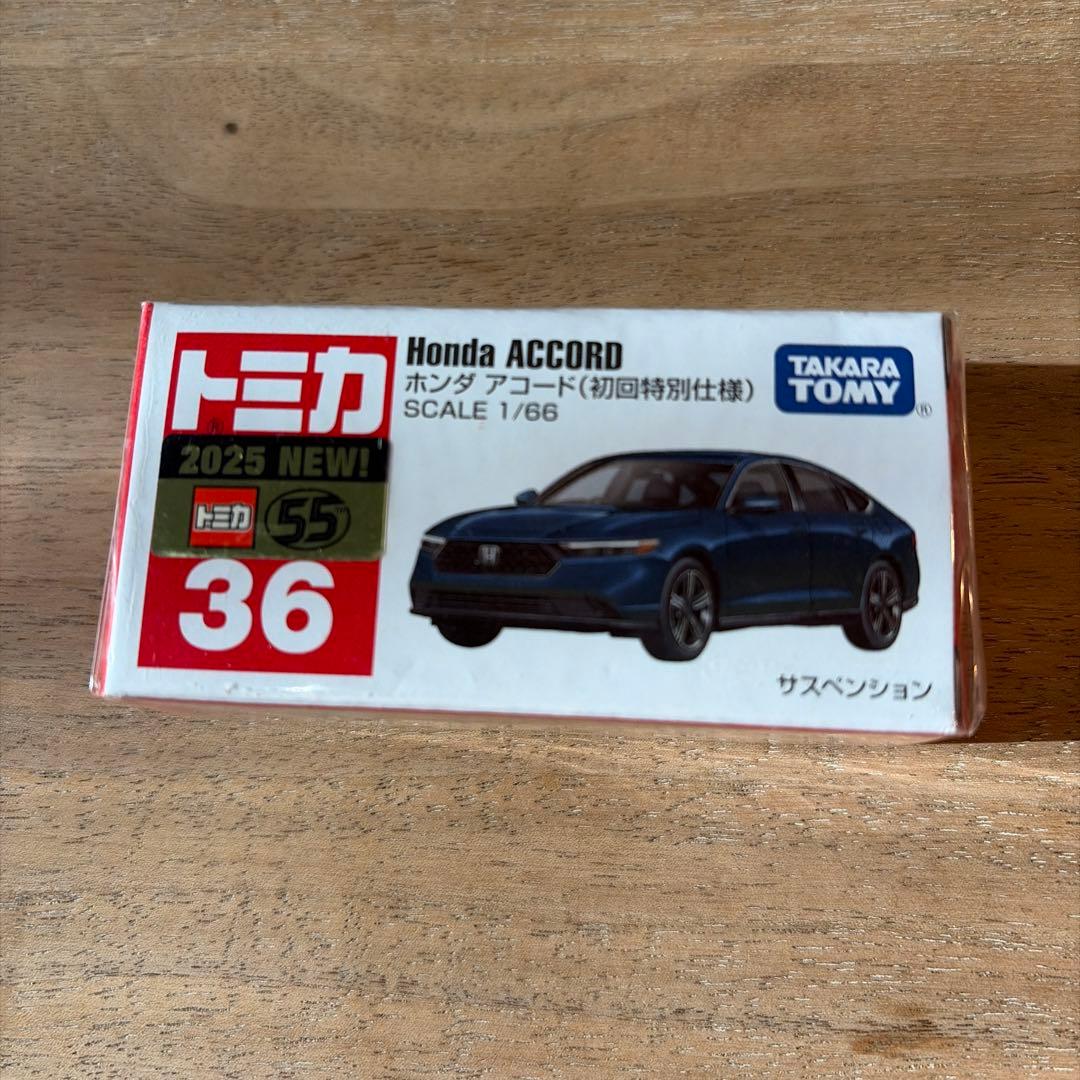 トミカ
2025 NEW!
トミカ 55™
36
Honda ACCORD
ホンダ アコード(初回特別仕様)
SCALE 1/66
TAKARA
TOMY®
サスペンション